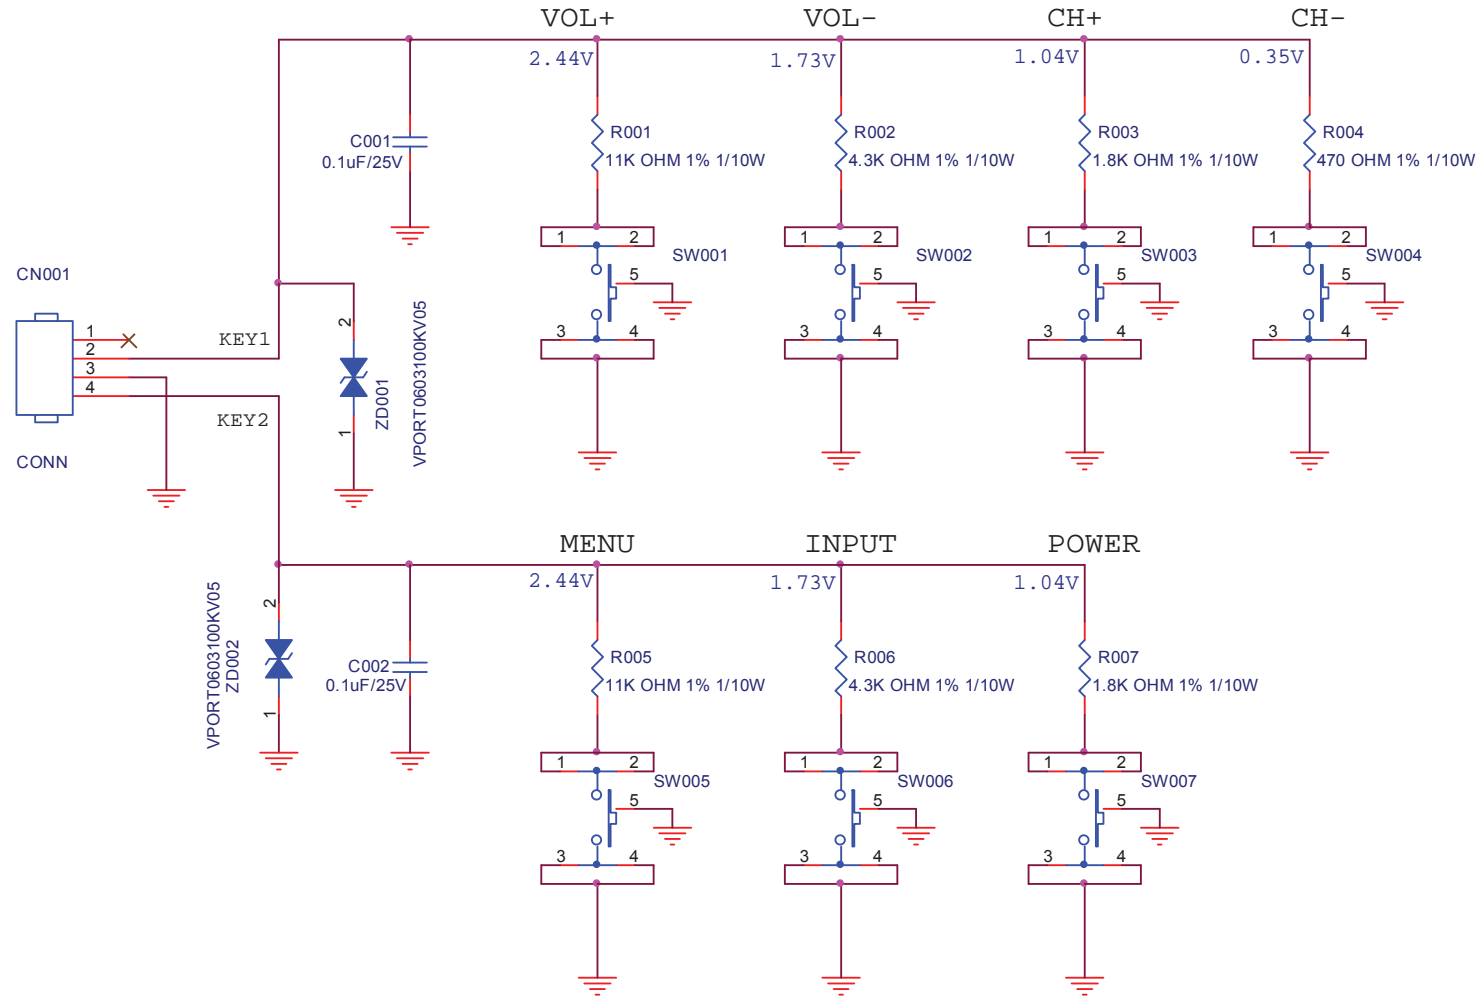 VOL+
VOL-
CH+
CH-
2.44V
1.73V
1.04V
0.35V
C001
0.1uF/25V
R001
11K OHM 1% 1/10W
R002
4.3K OHM 1% 1/10W
R003
1.8K OHM 1% 1/10W
R004
470 OHM 1% 1/10W
1 2
5
3 4
SW001
1 2
5
3 4
SW002
1 2
5
3 4
SW003
1 2
5
3 4
SW004
CN001
1
2
3
4
CONN
KEY1
KEY2
2
1
ZD001
VPORT0603100KV05
MENU
INPUT
POWER
2.44V
1.73V
1.04V
VPORT0603100KV05
ZD002
2
1
C002
0.1uF/25V
R005
11K OHM 1% 1/10W
R006
4.3K OHM 1% 1/10W
R007
1.8K OHM 1% 1/10W
1 2
SW005
5
3 4
1 2
SW006
5
3 4
1 2
SW007
5
3 4